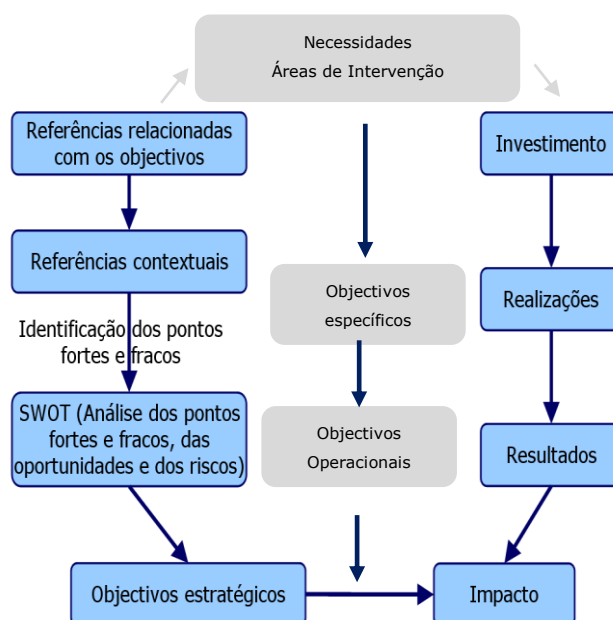 Necessidades
Áreas de Intervenção
Referências relacionadas
com os objectivos
Investimento
Referências contextuais
Objectivos
específicos
Realizações
Identificação dos pontos
fortes e fracos
SWOT (Análise dos pontos
fortes e fracos, das
oportunidades e dos riscos)
Objectivos
Operacionais
Resultados
Objectivos estratégicos
Impacto